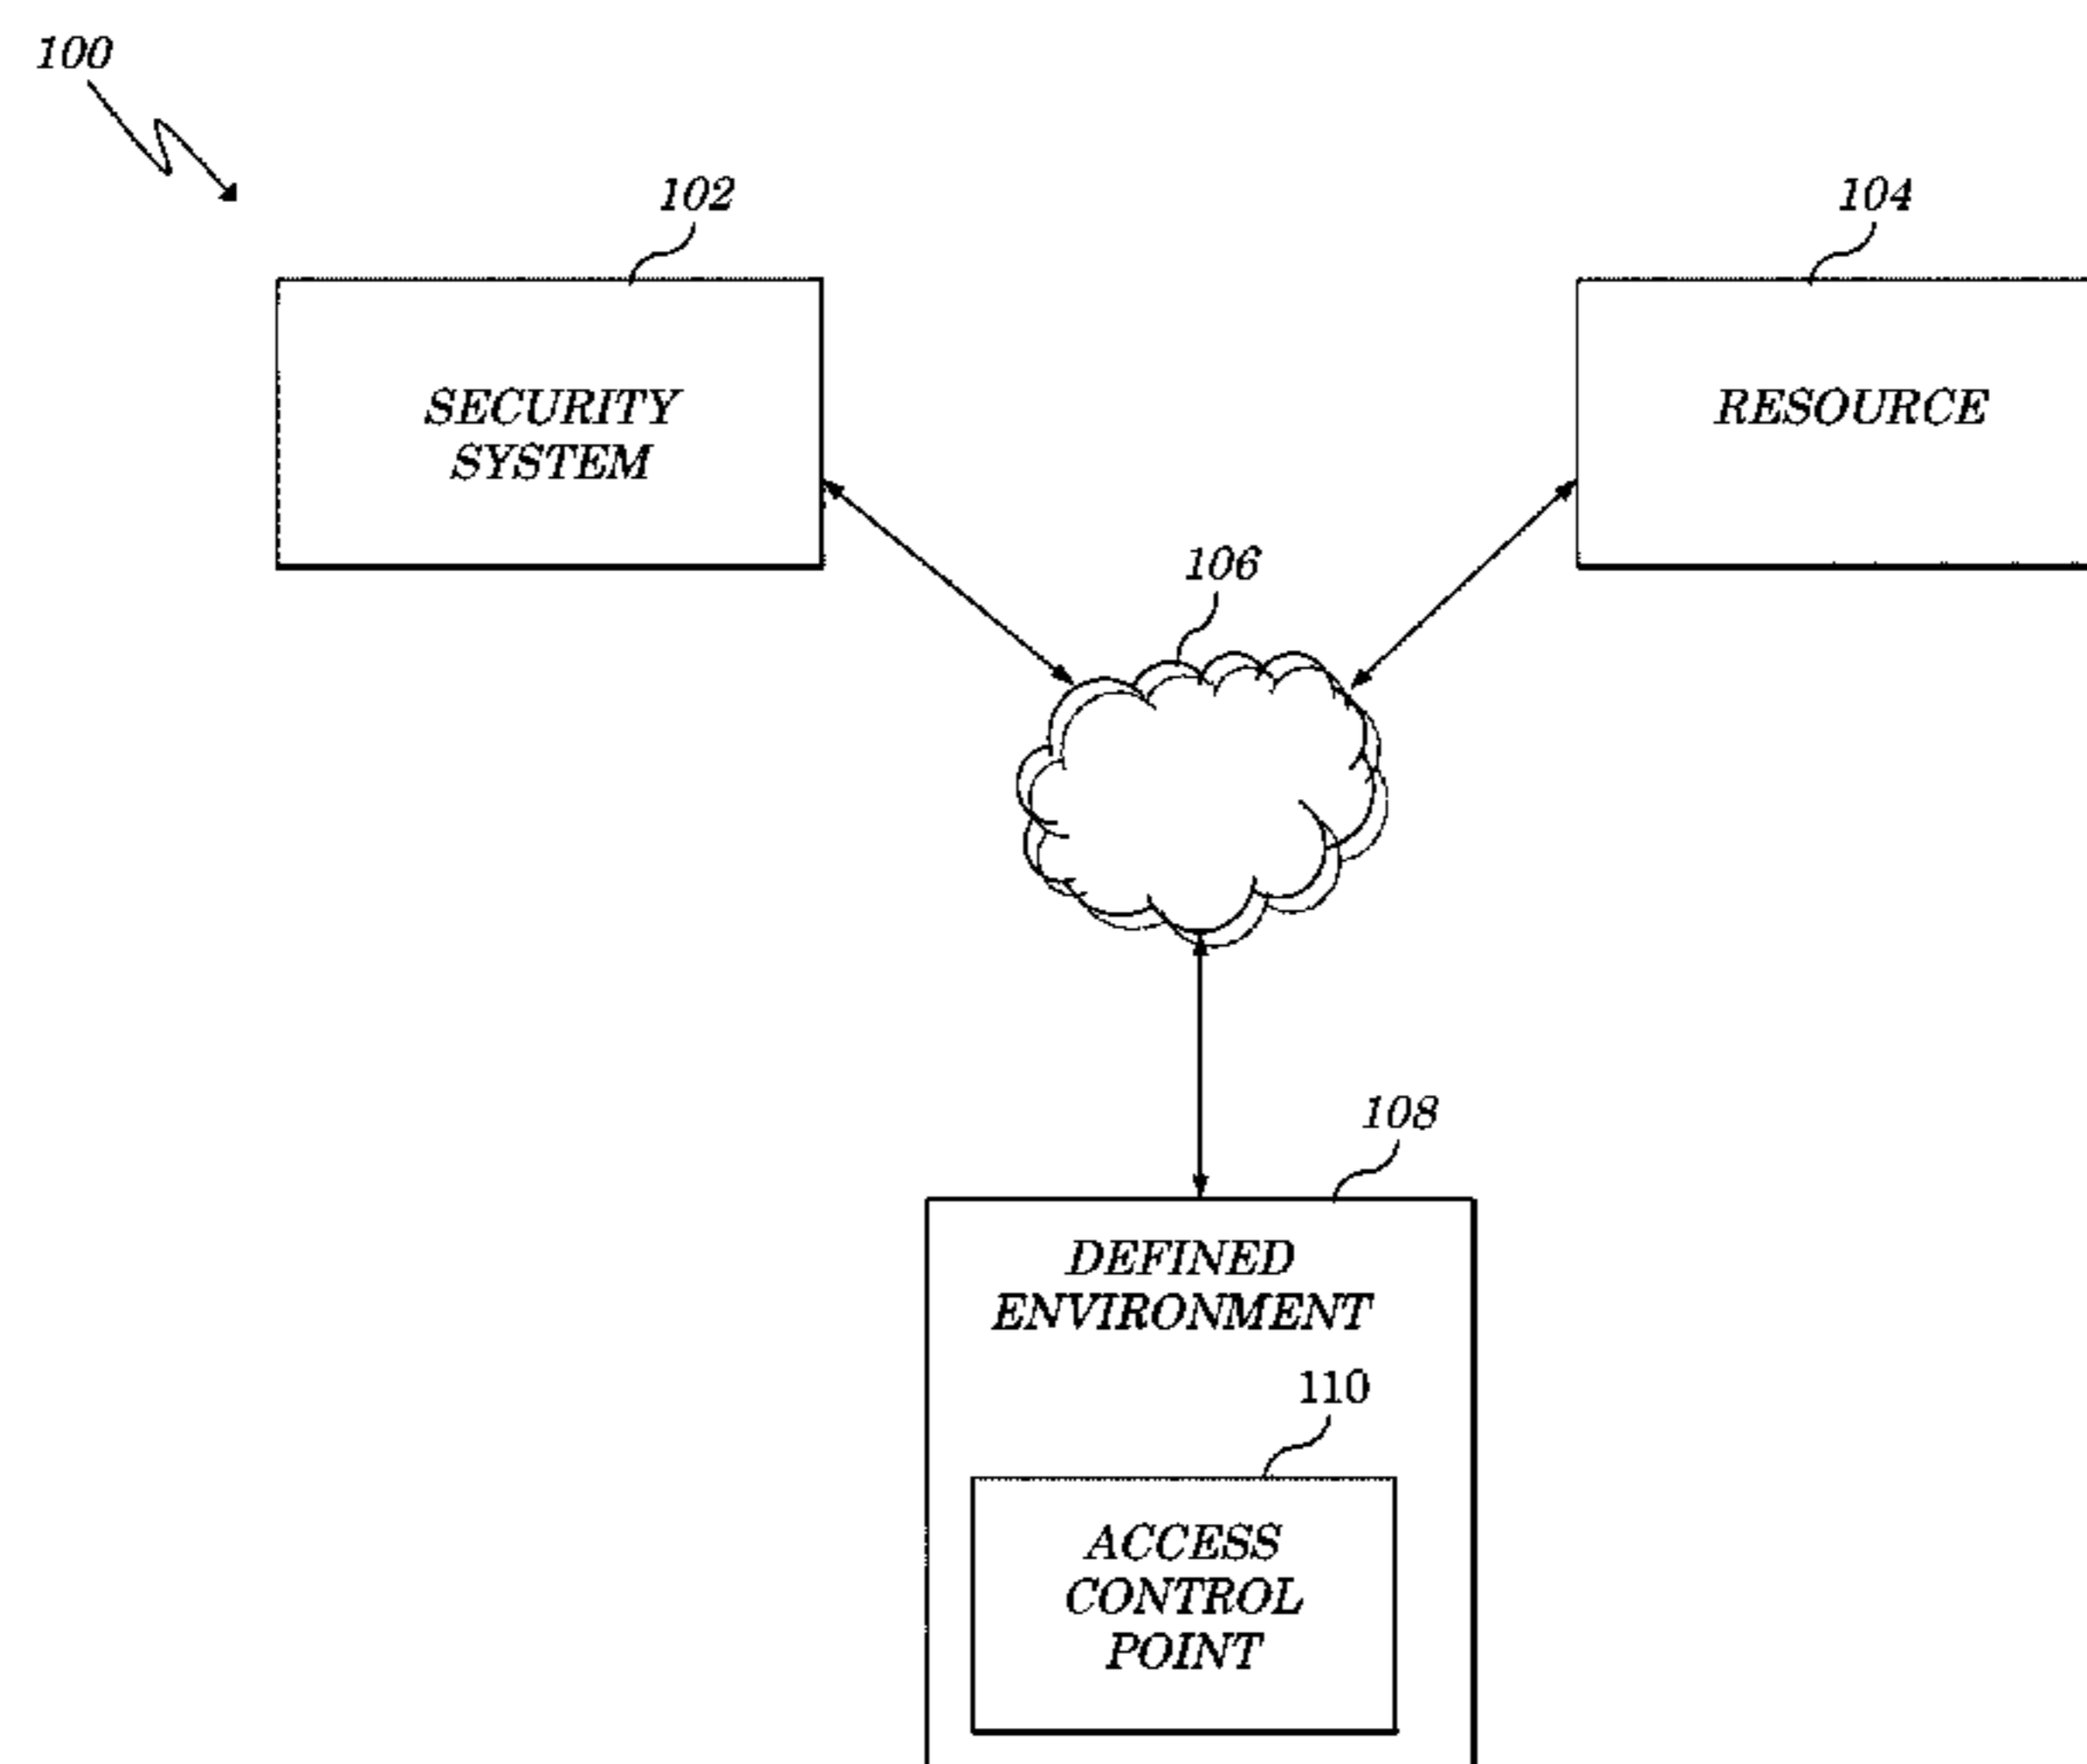 100
102
104
SECURITY
SYSTEM
RESOURCE
106
108
DEFINED
ENVIRONMENT
110
ACCESS
CONTROL
POINT